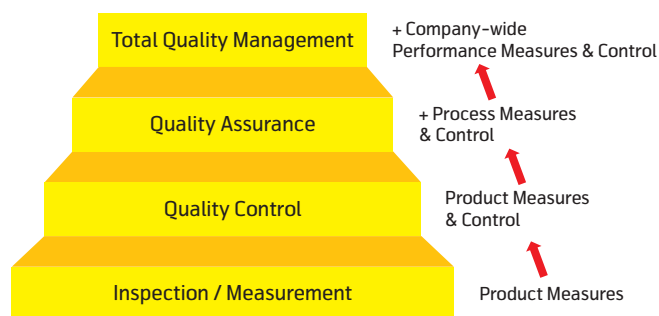 Total Quality Management
+ Company-wide
Performance Measures & Control
Quality Assurance
+ Process Measures
& Control
Quality Control
Product Measures
& Control
Inspection / Measurement
Product Measures